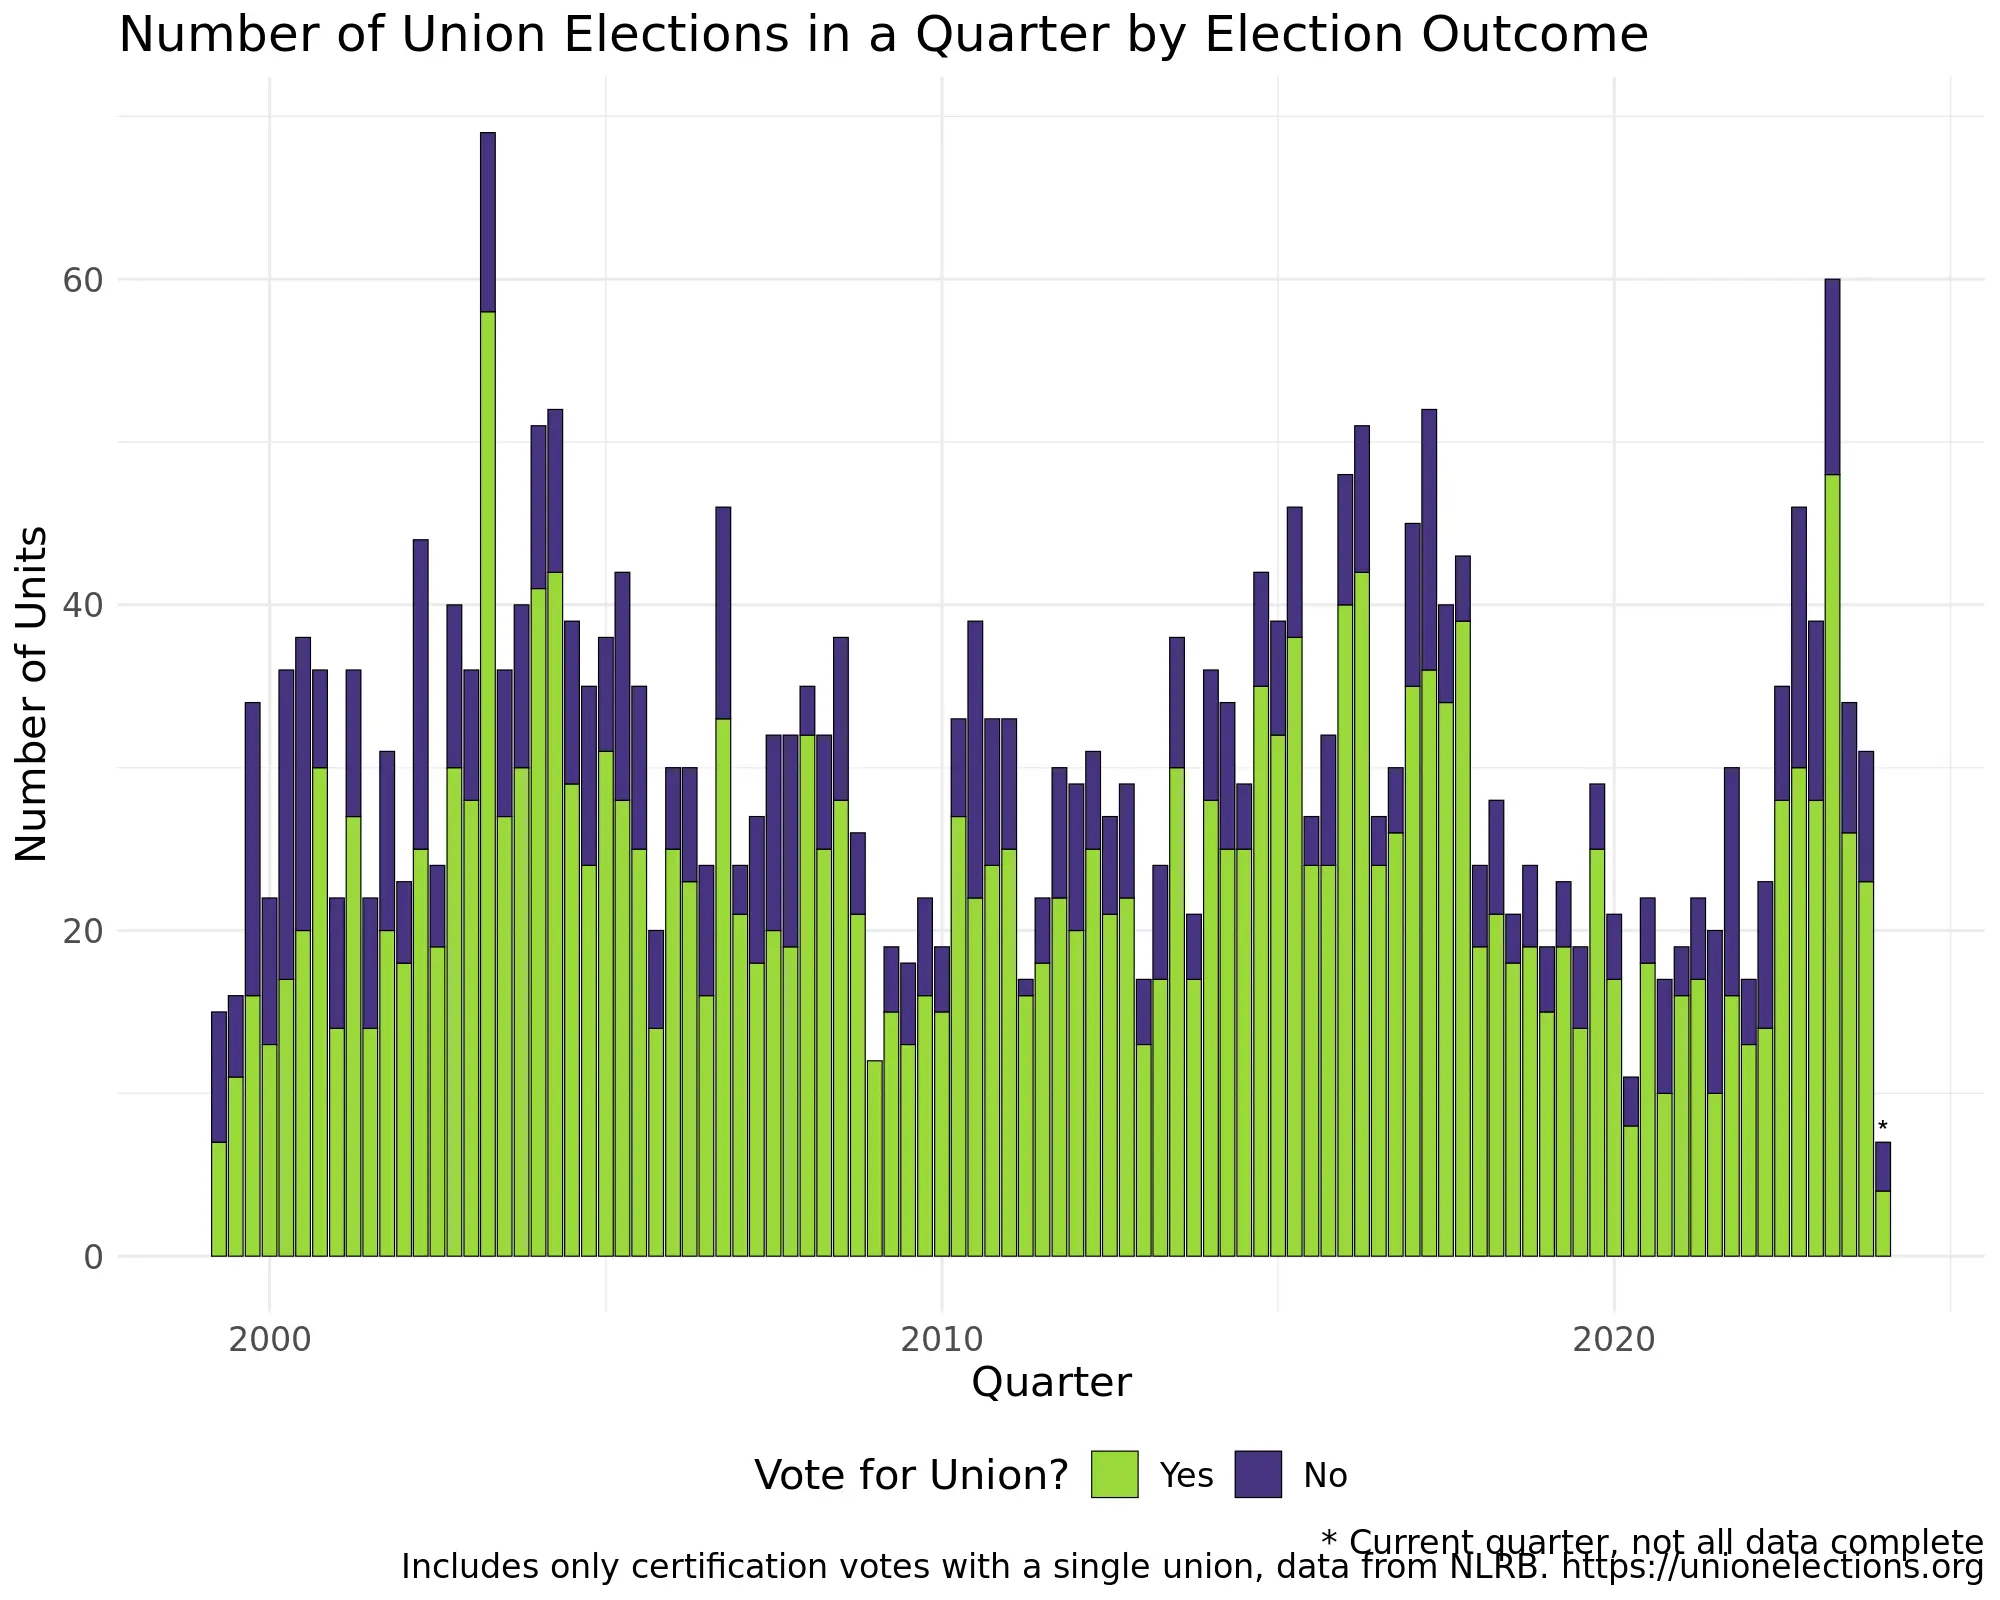 Number of Union Elections in a Quarter by Election Outcome
Number of Units
60
40
20
0
*
2000 2010 2020
Quarter
Vote for Union? Yes No
* Current quarter, not all data complete
Includes only certification votes with a single union, data from NLRB. https://unionelections.org